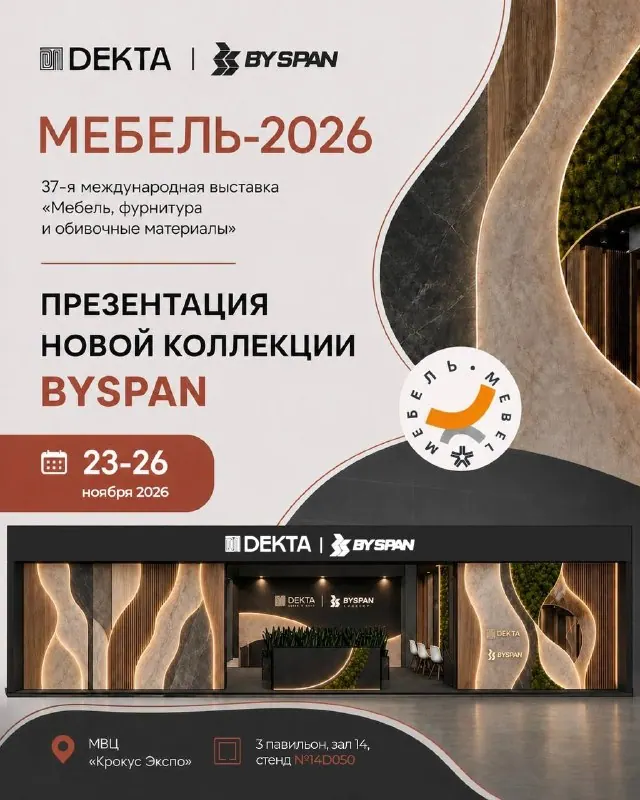 DEKTA | BYSPAN
МЕБЕЛЬ-2026
37-я международная выставка
«Мебель, фурнитура
и обивочные материалы»
ПРЕЗЕНТАЦИЯ
НОВОЙ КОЛЛЕКЦИИ
BYSPAN
МЕБЕЛЬ • MEBEL
23-26
ноября 2026
DEKTA | BYSPAN
DEKTA | BYSPAN
DEKTA
BYSPAN
МВЦ
«Крокус Экспо»
3 павильон, зал 14,
стенд №14D050